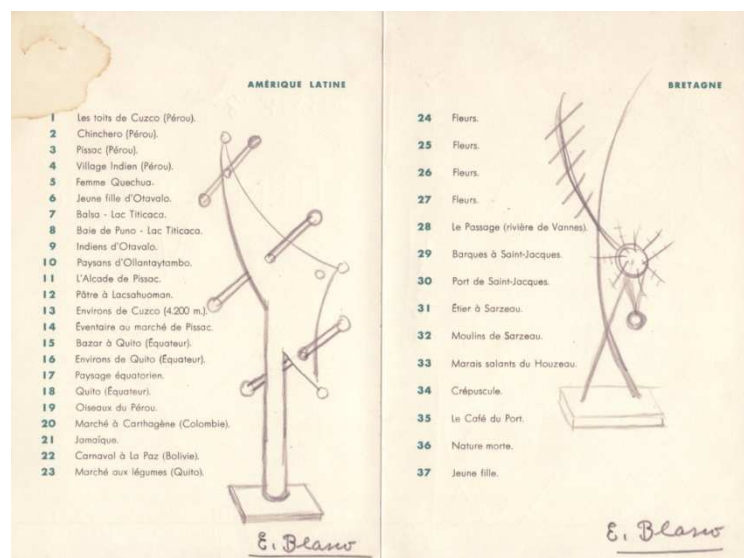 AMÉRIQUE LATINE
1 Les toits de Cuzco (Pérou).
2 Chinchero (Pérou).
3 Pissac (Pérou).
4 Village Indien (Pérou).
5 Femme Quechua.
6 Jeune fille d'Otavalo.
7 Balsa - Lac Titicaca.
8 Baie de Puno - Lac Titicaca.
9 Indiens d'Otavalo.
10 Paysans d'Ollantaytambo.
11 L'Alcade de Pissac.
12 Pâtre à Lacsahuoman.
13 Environs de Cuzco (4.200 m.).
14 Éventaire au marché de Pissac.
15 Bazar à Quito (Équateur).
16 Environs de Quito (Équateur).
17 Paysage équatorien.
18 Quito (Équateur).
19 Oiseaux du Pérou.
20 Marché à Carthagène (Colombie).
21 Jamaïque.
22 Carnaval à La Paz (Bolivie).
23 Marché aux légumes (Quito).
E. Blasco
BRETAGNE
24 Fleurs.
25 Fleurs.
26 Fleurs.
27 Fleurs.
28 Le Passage (rivière de Vannes).
29 Barques à Saint-Jacques.
30 Port de Saint-Jacques.
31 Étier à Sarzeau.
32 Moulins de Sarzeau.
33 Marais salants du Houzeau.
34 Crépuscule.
35 Le Café du Port.
36 Nature morte.
37 Jeune fille.
E. Blasco